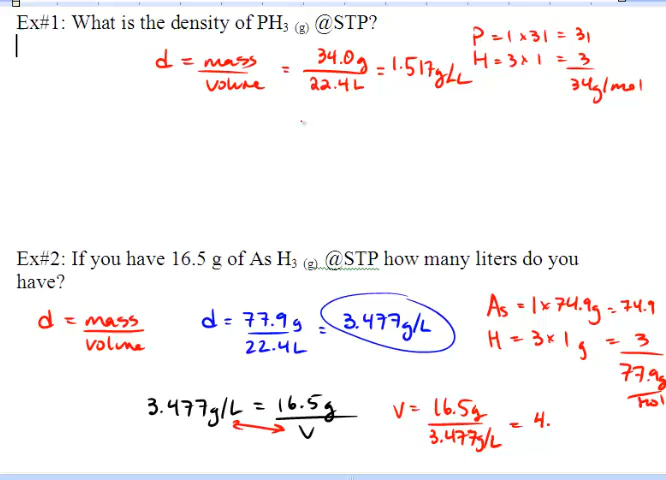 Ex#1: What is the density of PH3 (g) @STP?
d = mass/volume = 34.0g/22.4L = 1.517g/L
P = 1 x 31 = 31
H = 3 x 1 = 3
34g/mol
Ex#2: If you have 16.5 g of As H3 (g) @STP how many liters do you
have?
d = mass/volume
d = 77.9g/22.4L = 3.477g/L
As = 1 x 74.9g = 74.9
H = 3 x 1g = 3
77.9g/mol
3.477g/L = 16.5g/V
V = 16.5g/3.477g/L = 4.